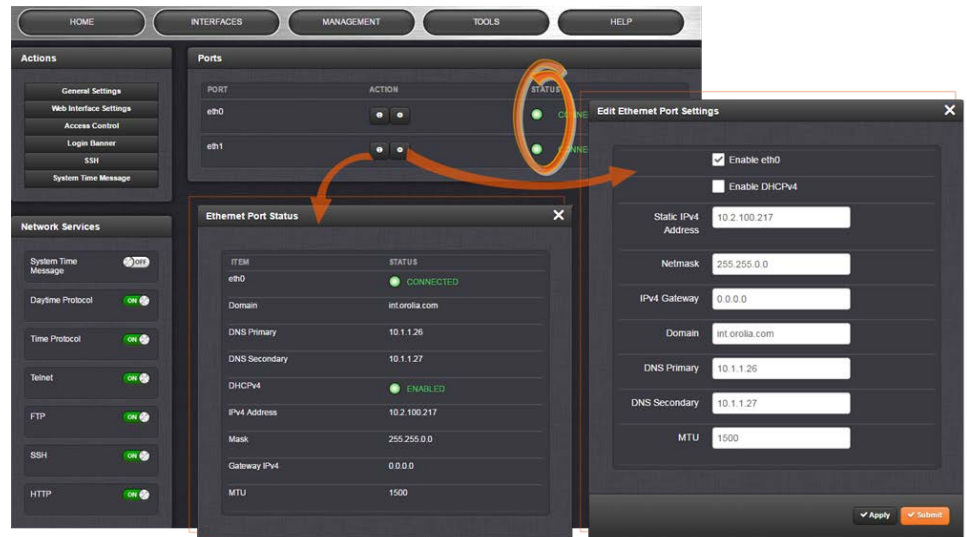 HOME INTERFACES MANAGEMENT TOOLS HELP
Actions
General Settings
Web Interface Settings
Access Control
Login Banner
SSH
System Time Message
Network Services
System Time
Message
OFF
Daytime Protocol ON
Time Protocol ON
Telnet ON
FTP ON
SSH ON
HTTP ON
Ports
PORT ACTION STATUS
eth0
eth1
Ethernet Port Status
ITEM STATUS
eth0 CONNECTED
Domain int.orolia.com
DNS Primary 10.1.1.26
DNS Secondary 10.1.1.27
DHCPv4 ENABLED
IPv4 Address 10.2.100.217
Mask 255.255.0.0
Gateway IPv4 0.0.0.0
MTU 1500
Edit Ethernet Port Settings
Enable eth0
Enable DHCPv4
Static IPv4
Address
10.2.100.217
Netmask 255.255.0.0
IPv4 Gateway 0.0.0.0
Domain int.orolia.com
DNS Primary 10.1.1.26
DNS Secondary 10.1.1.27
MTU 1500
Apply Submit